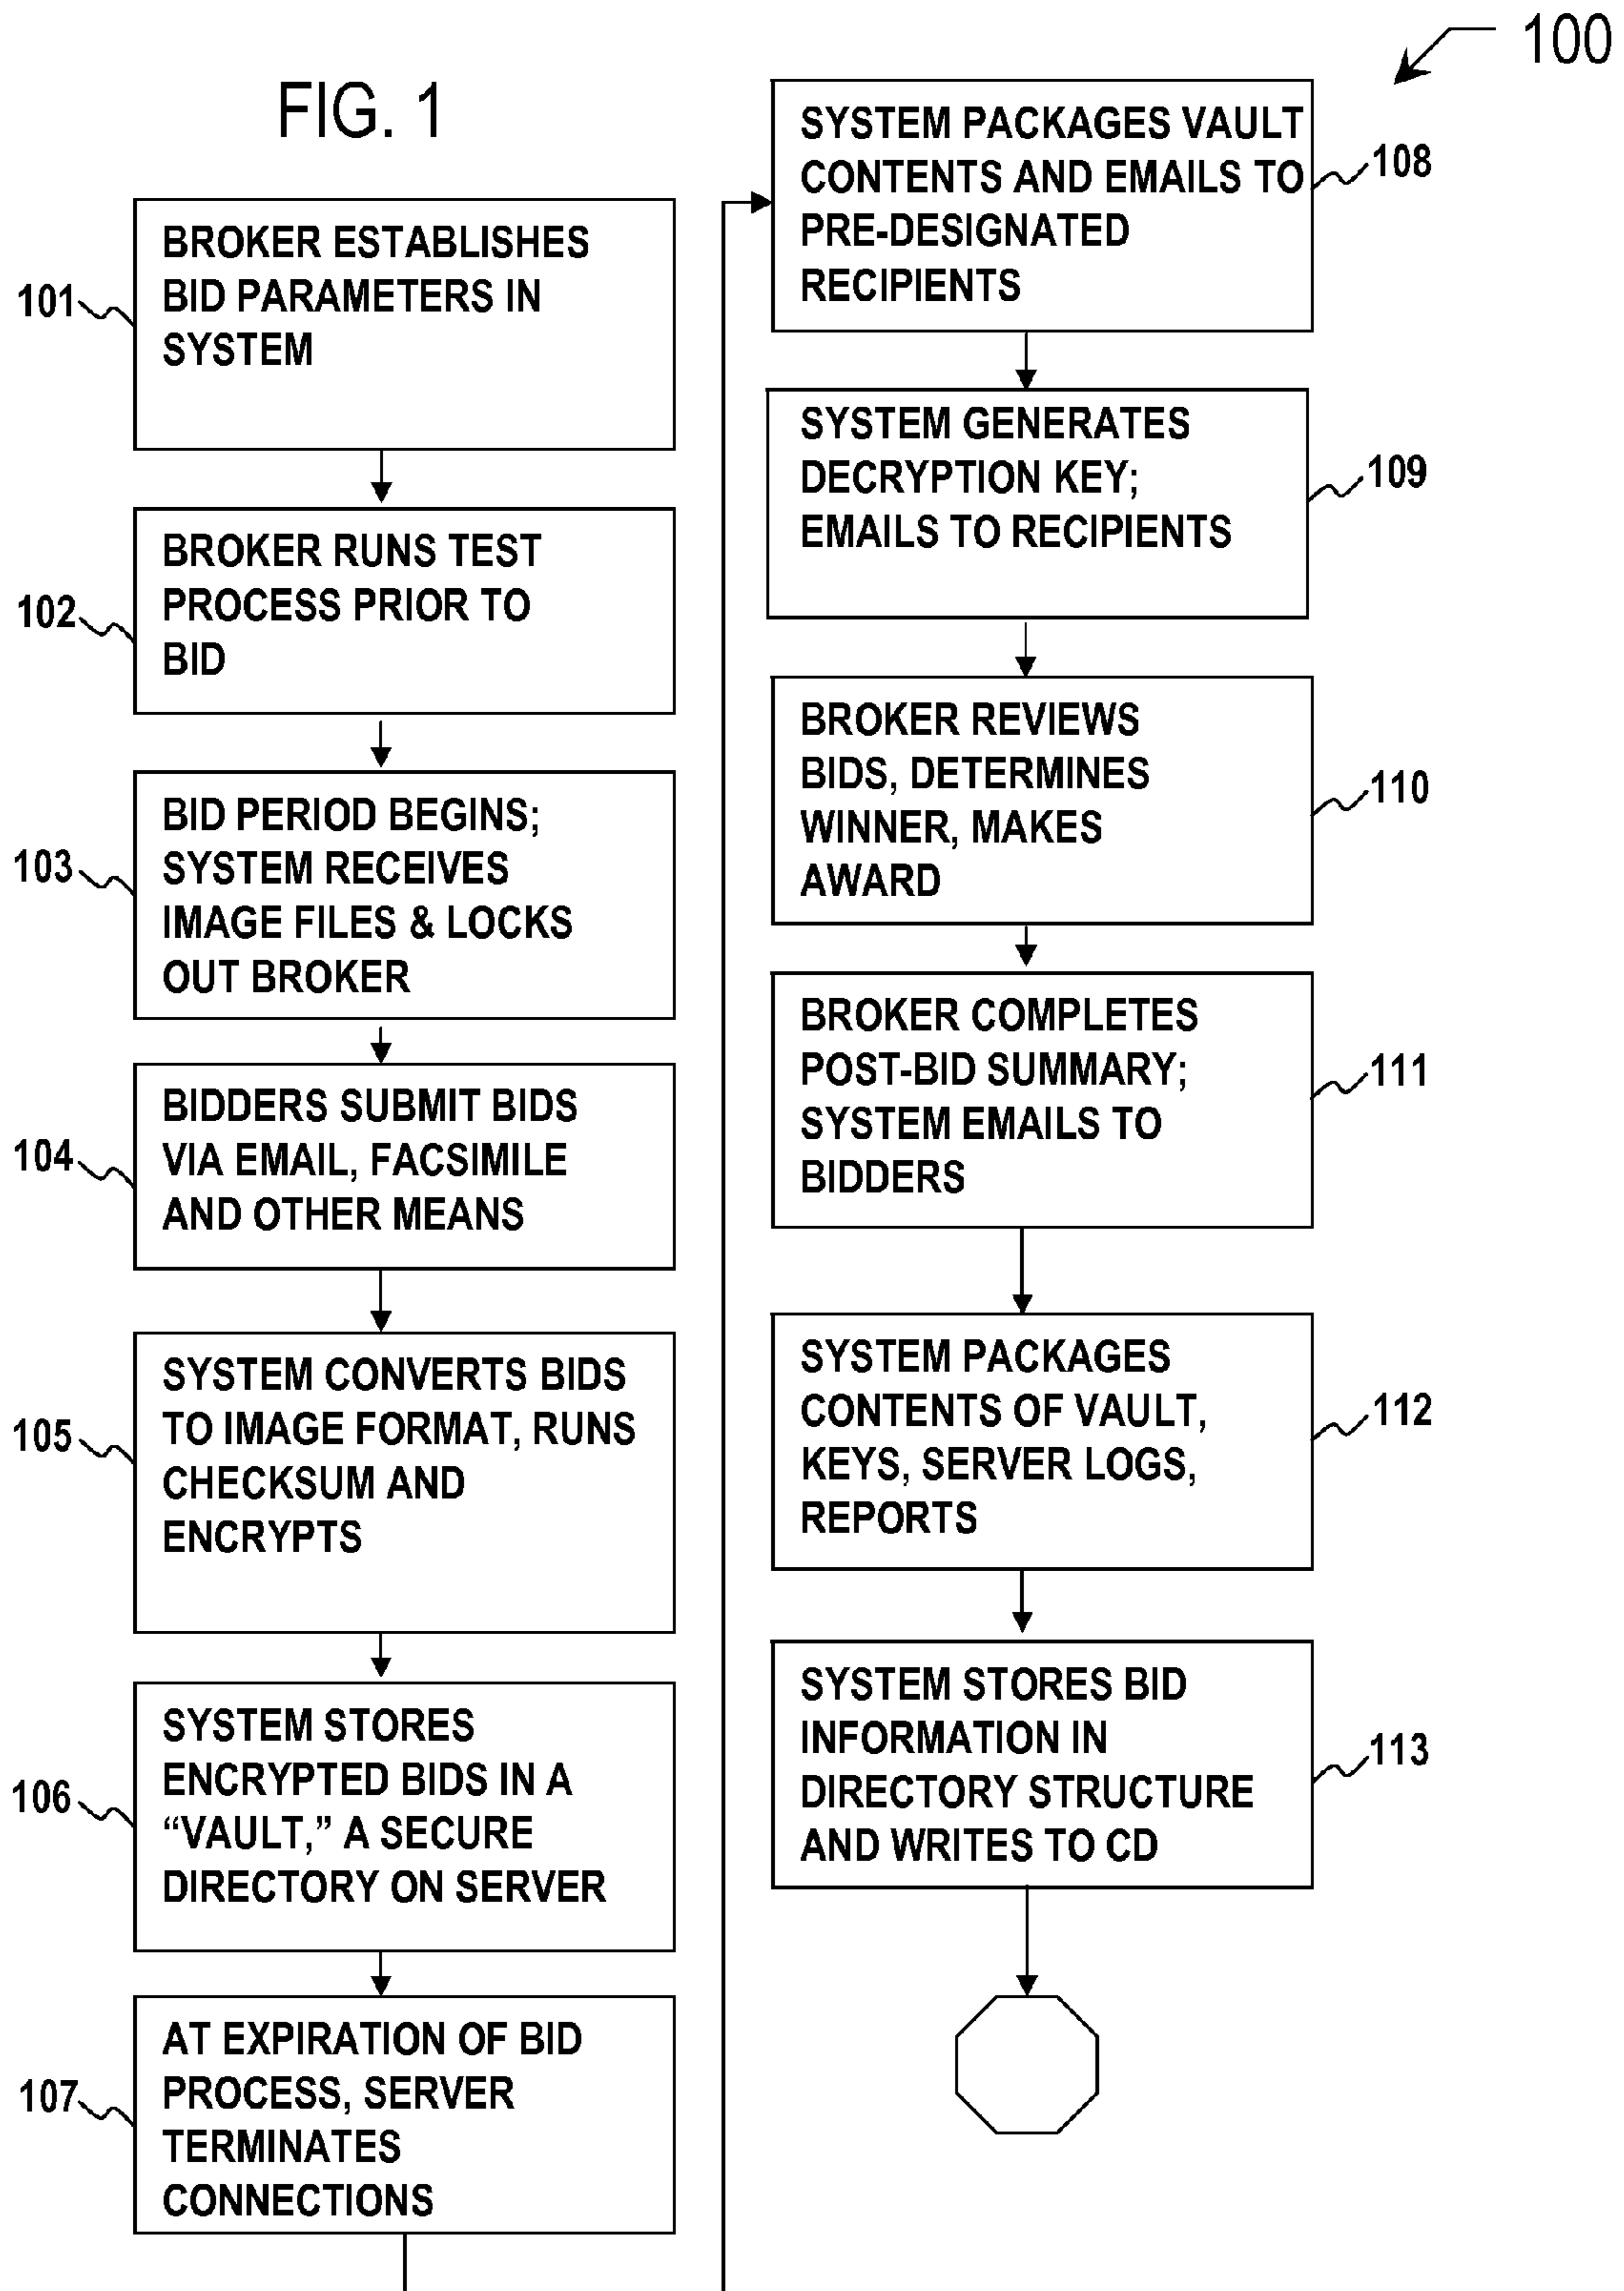 FIG. 1
100
101
BROKER ESTABLISHES
BID PARAMETERS IN
SYSTEM
102
BROKER RUNS TEST
PROCESS PRIOR TO
BID
103
BID PERIOD BEGINS;
SYSTEM RECEIVES
IMAGE FILES & LOCKS
OUT BROKER
104
BIDDERS SUBMIT BIDS
VIA EMAIL, FACSIMILE
AND OTHER MEANS
105
SYSTEM CONVERTS BIDS
TO IMAGE FORMAT, RUNS
CHECKSUM AND
ENCRYPTS
106
SYSTEM STORES
ENCRYPTED BIDS IN A
“VAULT,” A SECURE
DIRECTORY ON SERVER
107
AT EXPIRATION OF BID
PROCESS, SERVER
TERMINATES
CONNECTIONS
SYSTEM PACKAGES VAULT
CONTENTS AND EMAILS TO
PRE-DESIGNATED
RECIPIENTS
108
SYSTEM GENERATES
DECRYPTION KEY;
EMAILS TO RECIPIENTS
109
BROKER REVIEWS
BIDS, DETERMINES
WINNER, MAKES
AWARD
110
BROKER COMPLETES
POST-BID SUMMARY;
SYSTEM EMAILS TO
BIDDERS
111
SYSTEM PACKAGES
CONTENTS OF VAULT,
KEYS, SERVER LOGS,
REPORTS
112
SYSTEM STORES BID
INFORMATION IN
DIRECTORY STRUCTURE
AND WRITES TO CD
113